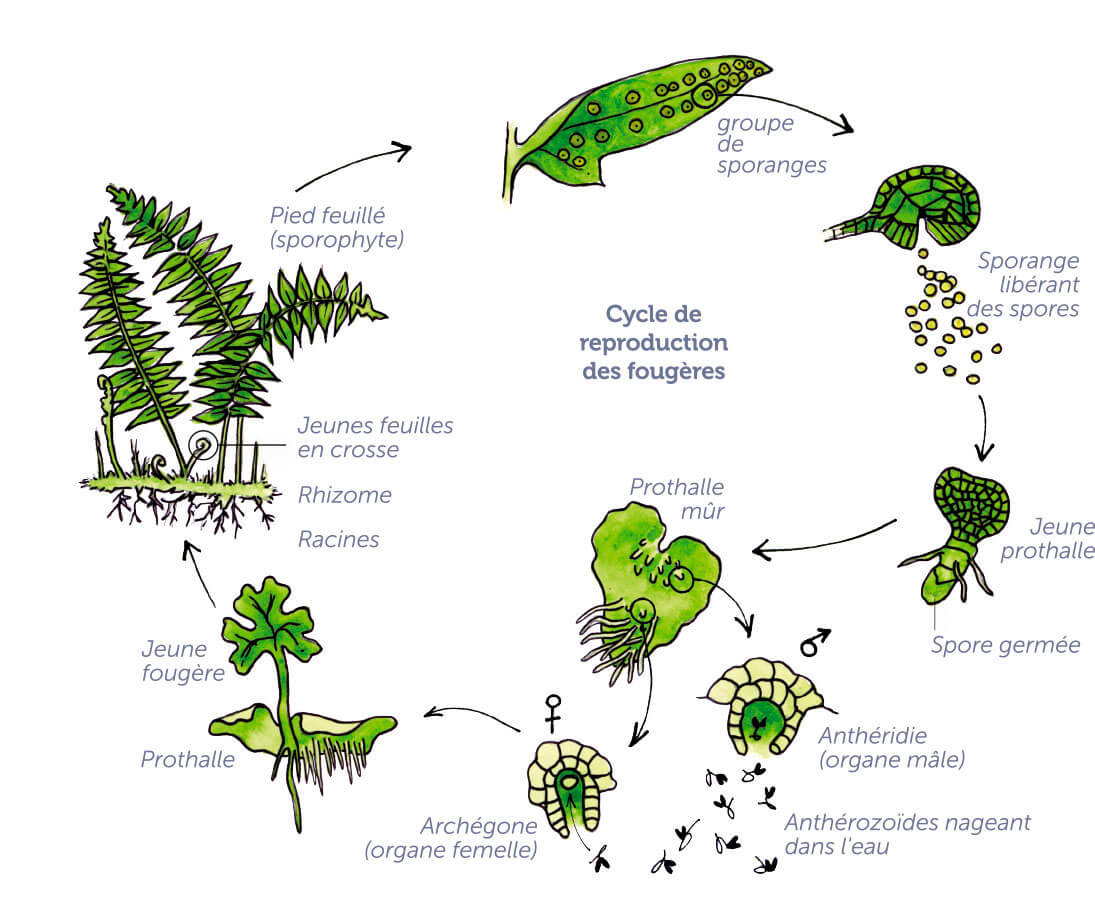 Cycle de
reproduction
des fougères
groupe
de
sporanges
Sporange
libérant
des spores
Jeune
prothalle
Spore germée
Prothalle
mûr
Anthéridie
(organe mâle)
Anthérozoïdes nageant
dans l'eau
Archégone
(organe femelle)
Jeune
fougère
Prothalle
Pied feuillé
(sporophyte)
Jeunes feuilles
en crosse
Rhizome
Racines